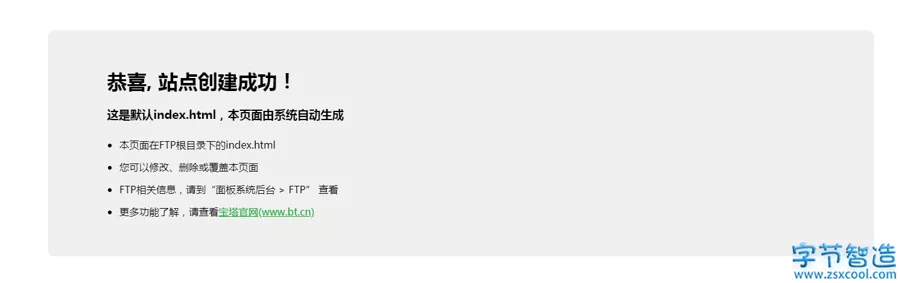 恭喜, 站点创建成功！
这是默认index.html，本页面由系统自动生成
本页面在FTP根目录下的index.html
您可以修改、删除或覆盖本页面
FTP相关信息，请到“面板系统后台 > FTP” 查看
更多功能了解，请查看宝塔官网(www.bt.cn)
字节智造
www.zsxcool.com